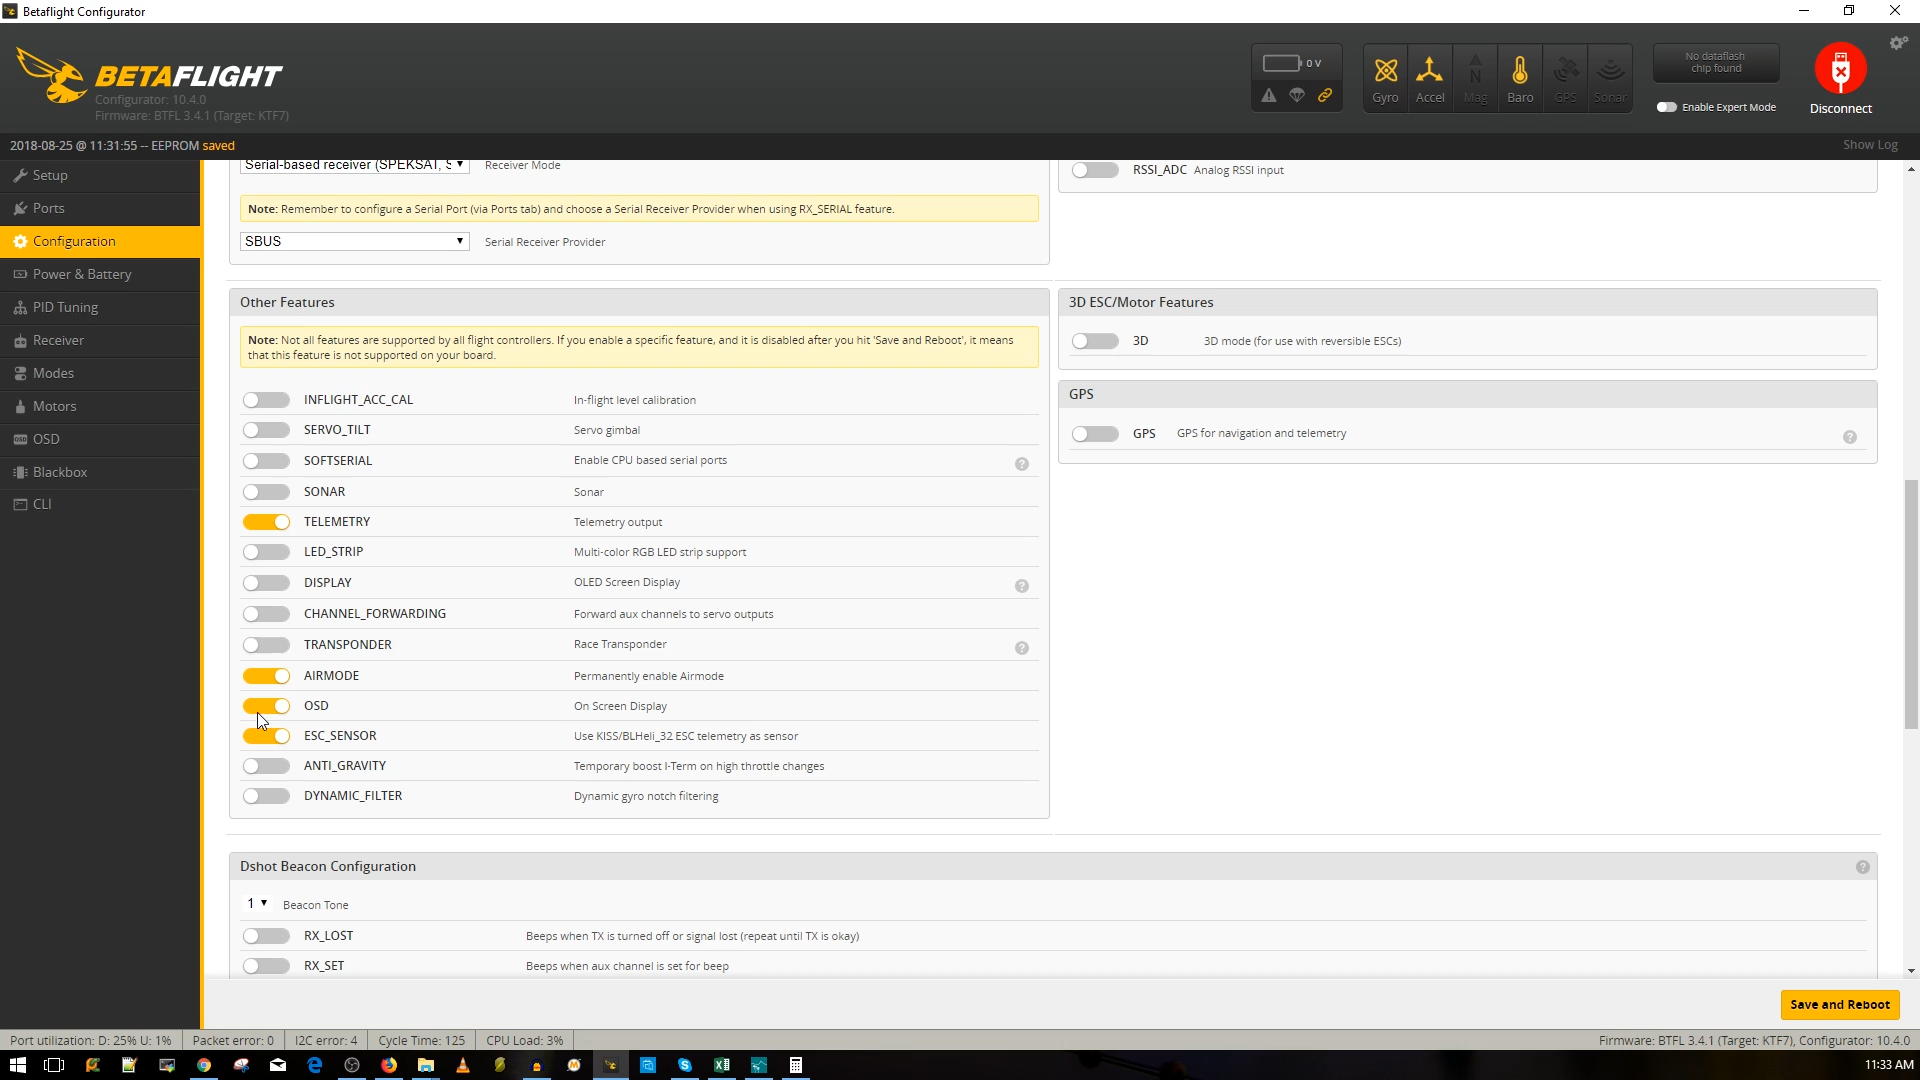 Betaflight Configurator
BETAFLIGHT
Configurator: 10.4.0
Firmware: BTFL 3.4.1 (Target: KTF7)
0 V
Gyro
Accel
Mag
Baro
GPS
Sonar
No dataflash
chip found
Enable Expert Mode
Disconnect
2018-08-25 @ 11:31:55 -- EEPROM saved
Show Log
Setup
Ports
Configuration
Power & Battery
PID Tuning
Receiver
Modes
Motors
OSD
Blackbox
CLI
Serial-based receiver (SPEKSAT, S
Receiver Mode
Note: Remember to configure a Serial Port (via Ports tab) and choose a Serial Receiver Provider when using RX_SERIAL feature.
SBUS
Serial Receiver Provider
RSSI_ADC Analog RSSI input
Other Features
Note: Not all features are supported by all flight controllers. If you enable a specific feature, and it is disabled after you hit 'Save and Reboot', it means
that this feature is not supported on your board.
INFLIGHT_ACC_CAL In-flight level calibration
SERVO_TILT Servo gimbal
SOFTSERIAL Enable CPU based serial ports ?
SONAR Sonar
TELEMETRY Telemetry output
LED_STRIP Multi-color RGB LED strip support
DISPLAY OLED Screen Display ?
CHANNEL_FORWARDING Forward aux channels to servo outputs
TRANSPONDER Race Transponder ?
AIRMODE Permanently enable Airmode
OSD On Screen Display
ESC_SENSOR Use KISS/BLHeli_32 ESC telemetry as sensor
ANTI_GRAVITY Temporary boost I-Term on high throttle changes
DYNAMIC_FILTER Dynamic gyro notch filtering
3D ESC/Motor Features
3D 3D mode (for use with reversible ESCs)
GPS
GPS GPS for navigation and telemetry ?
Dshot Beacon Configuration ?
1 Beacon Tone
RX_LOST Beeps when TX is turned off or signal lost (repeat until TX is okay)
RX_SET Beeps when aux channel is set for beep
Save and Reboot
Port utilization: D: 25% U: 1% Packet error: 0 I2C error: 4 Cycle Time: 125 CPU Load: 3%
Firmware: BTFL 3.4.1 (Target: KTF7), Configurator: 10.4.0
11:33 AM